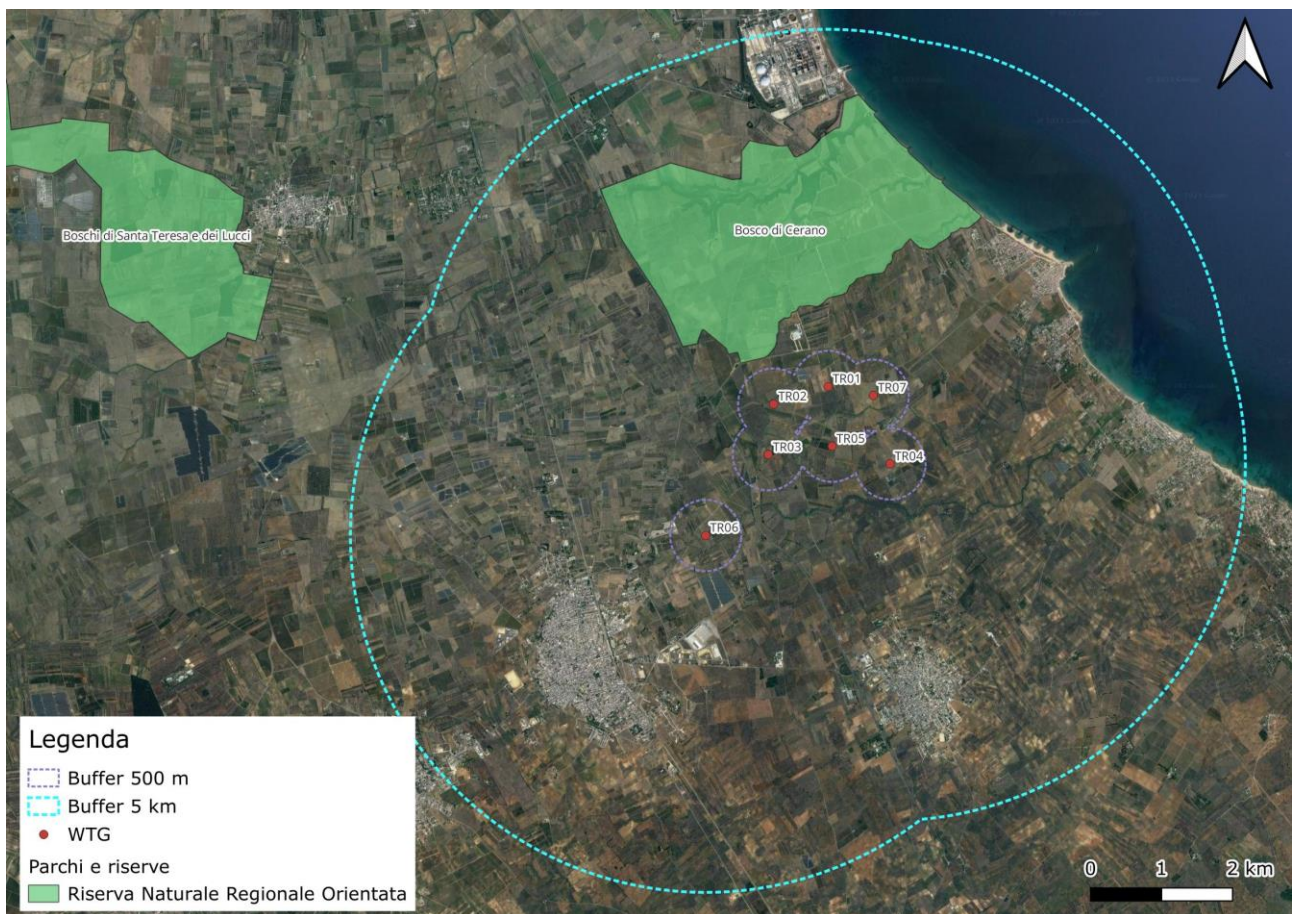 Boschi di Santa Teresa e dei Lucci
Bosco di Cerano
TR01
TR02
TR07
TR03
TR05
TR04
TR06
Legenda
Buffer 500 m
Buffer 5 km
WTG
Parchi e riserve
Riserva Naturale Regionale Orientata
0 1 2 km